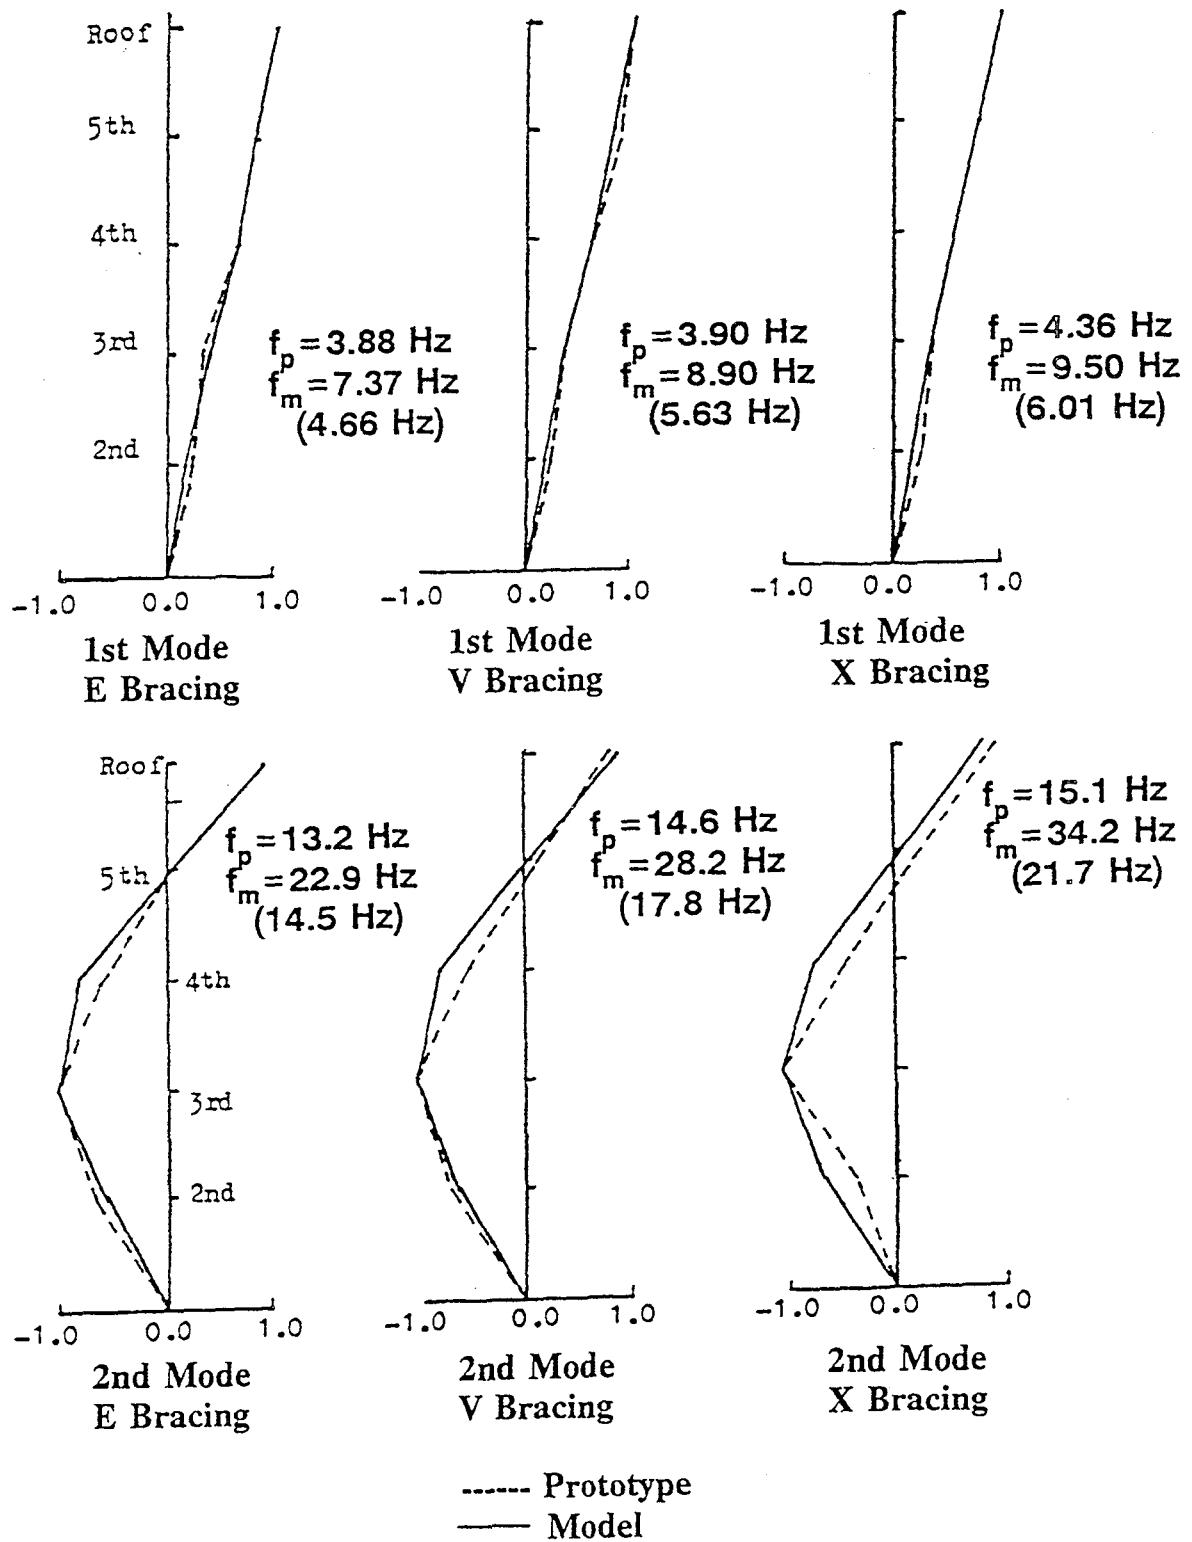 Roof
5th
4th
3rd
2nd
f_p=3.88 Hz
f_m=7.37 Hz
(4.66 Hz)
f_p=3.90 Hz
f_m=8.90 Hz
(5.63 Hz)
f_p=4.36 Hz
f_m=9.50 Hz
(6.01 Hz)
-1.0 0.0 1.0
-1.0 0.0 1.0
-1.0 0.0 1.0
1st Mode
E Bracing
1st Mode
V Bracing
1st Mode
X Bracing
Roof
5th
4th
3rd
2nd
f_p=13.2 Hz
f_m=22.9 Hz
(14.5 Hz)
f_p=14.6 Hz
f_m=28.2 Hz
(17.8 Hz)
f_p=15.1 Hz
f_m=34.2 Hz
(21.7 Hz)
-1.0 0.0 1.0
-1.0 0.0 1.0
-1.0 0.0 1.0
2nd Mode
E Bracing
2nd Mode
V Bracing
2nd Mode
X Bracing
Prototype
Model